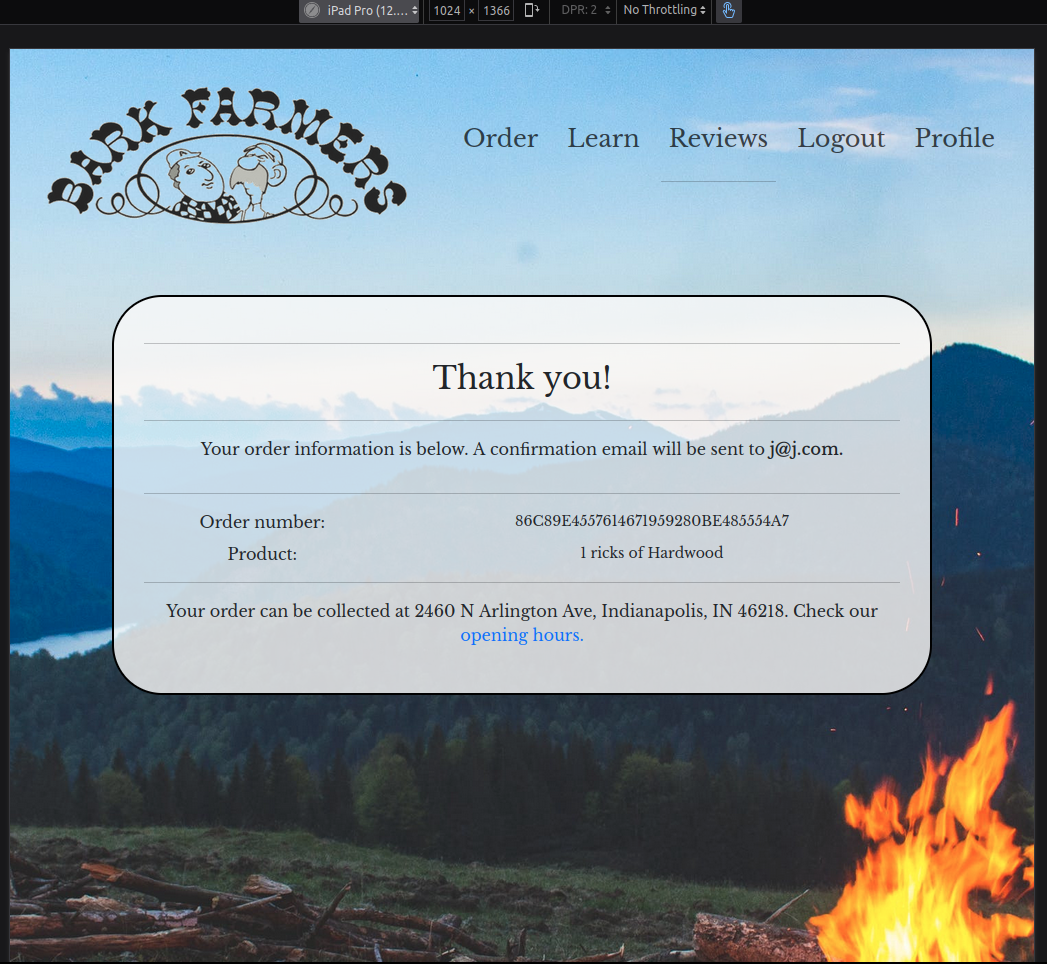 iPad Pro (12....
1024 × 1366
DPR: 2
No Throttling
BARK FARMERS
Order
Learn
Reviews
Logout
Profile
Thank you!
Your order information is below. A confirmation email will be sent to j@j.com.
Order number:
86C89E4557614671959280BE485554A7
Product:
1 ricks of Hardwood
Your order can be collected at 2460 N Arlington Ave, Indianapolis, IN 46218. Check our
opening hours.